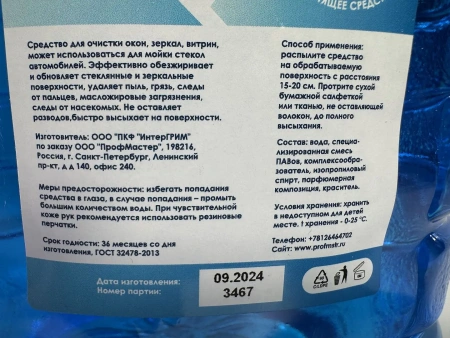 ЯЩЕЕ СРЕДС
Средство для очистки окон, зеркал, витрин,
может использоваться для мойки стекол
автомобилей. Эффективно обезжиривает
и обновляет стеклянные и зеркальные
поверхности, удаляет пыль, грязь, следы
от пальцев, масложировые загрязнения,
следы от насекомых. Не оставляет
разводов,быстро высыхает на поверхности.
Изготовитель: ООО "ПКФ "ИнтерГРИМ"
по заказу ООО "ПрофМастер", 198216,
Россия, г. Санкт-Петербург, Ленинский
пр-кт, д.д 140, офис 240.
Меры предосторожности: избегать попадания
средства в глаза, в случае попадания – промыть
большим количеством воды. При чувствительной
коже рук рекомендуется использовать резиновые
перчатки.
Срок годности: 36 месяцев со дня
изготовления, ГОСТ 32478-2013
Способ применения:
распылите средство
на обрабатываемую
поверхность с расстояния
15-20 см. Протрите сухой
бумажной салфеткой
или тканью, не оставляющей
волокон, до полного
высыхания.
Состав: вода, специали-
зированная смесь
ПАВов, комплексообра-
зователь, изопропиловый
спирт, парфюмерная
композиция, краситель.
Условия хранения: хранить
в недоступном для детей
месте. t хранения - 0-25 °С.
Телефон: +78126464702
Сайт: www.profmstr.ru
Дата изготовления: 09.2024
Номер партии: 3467